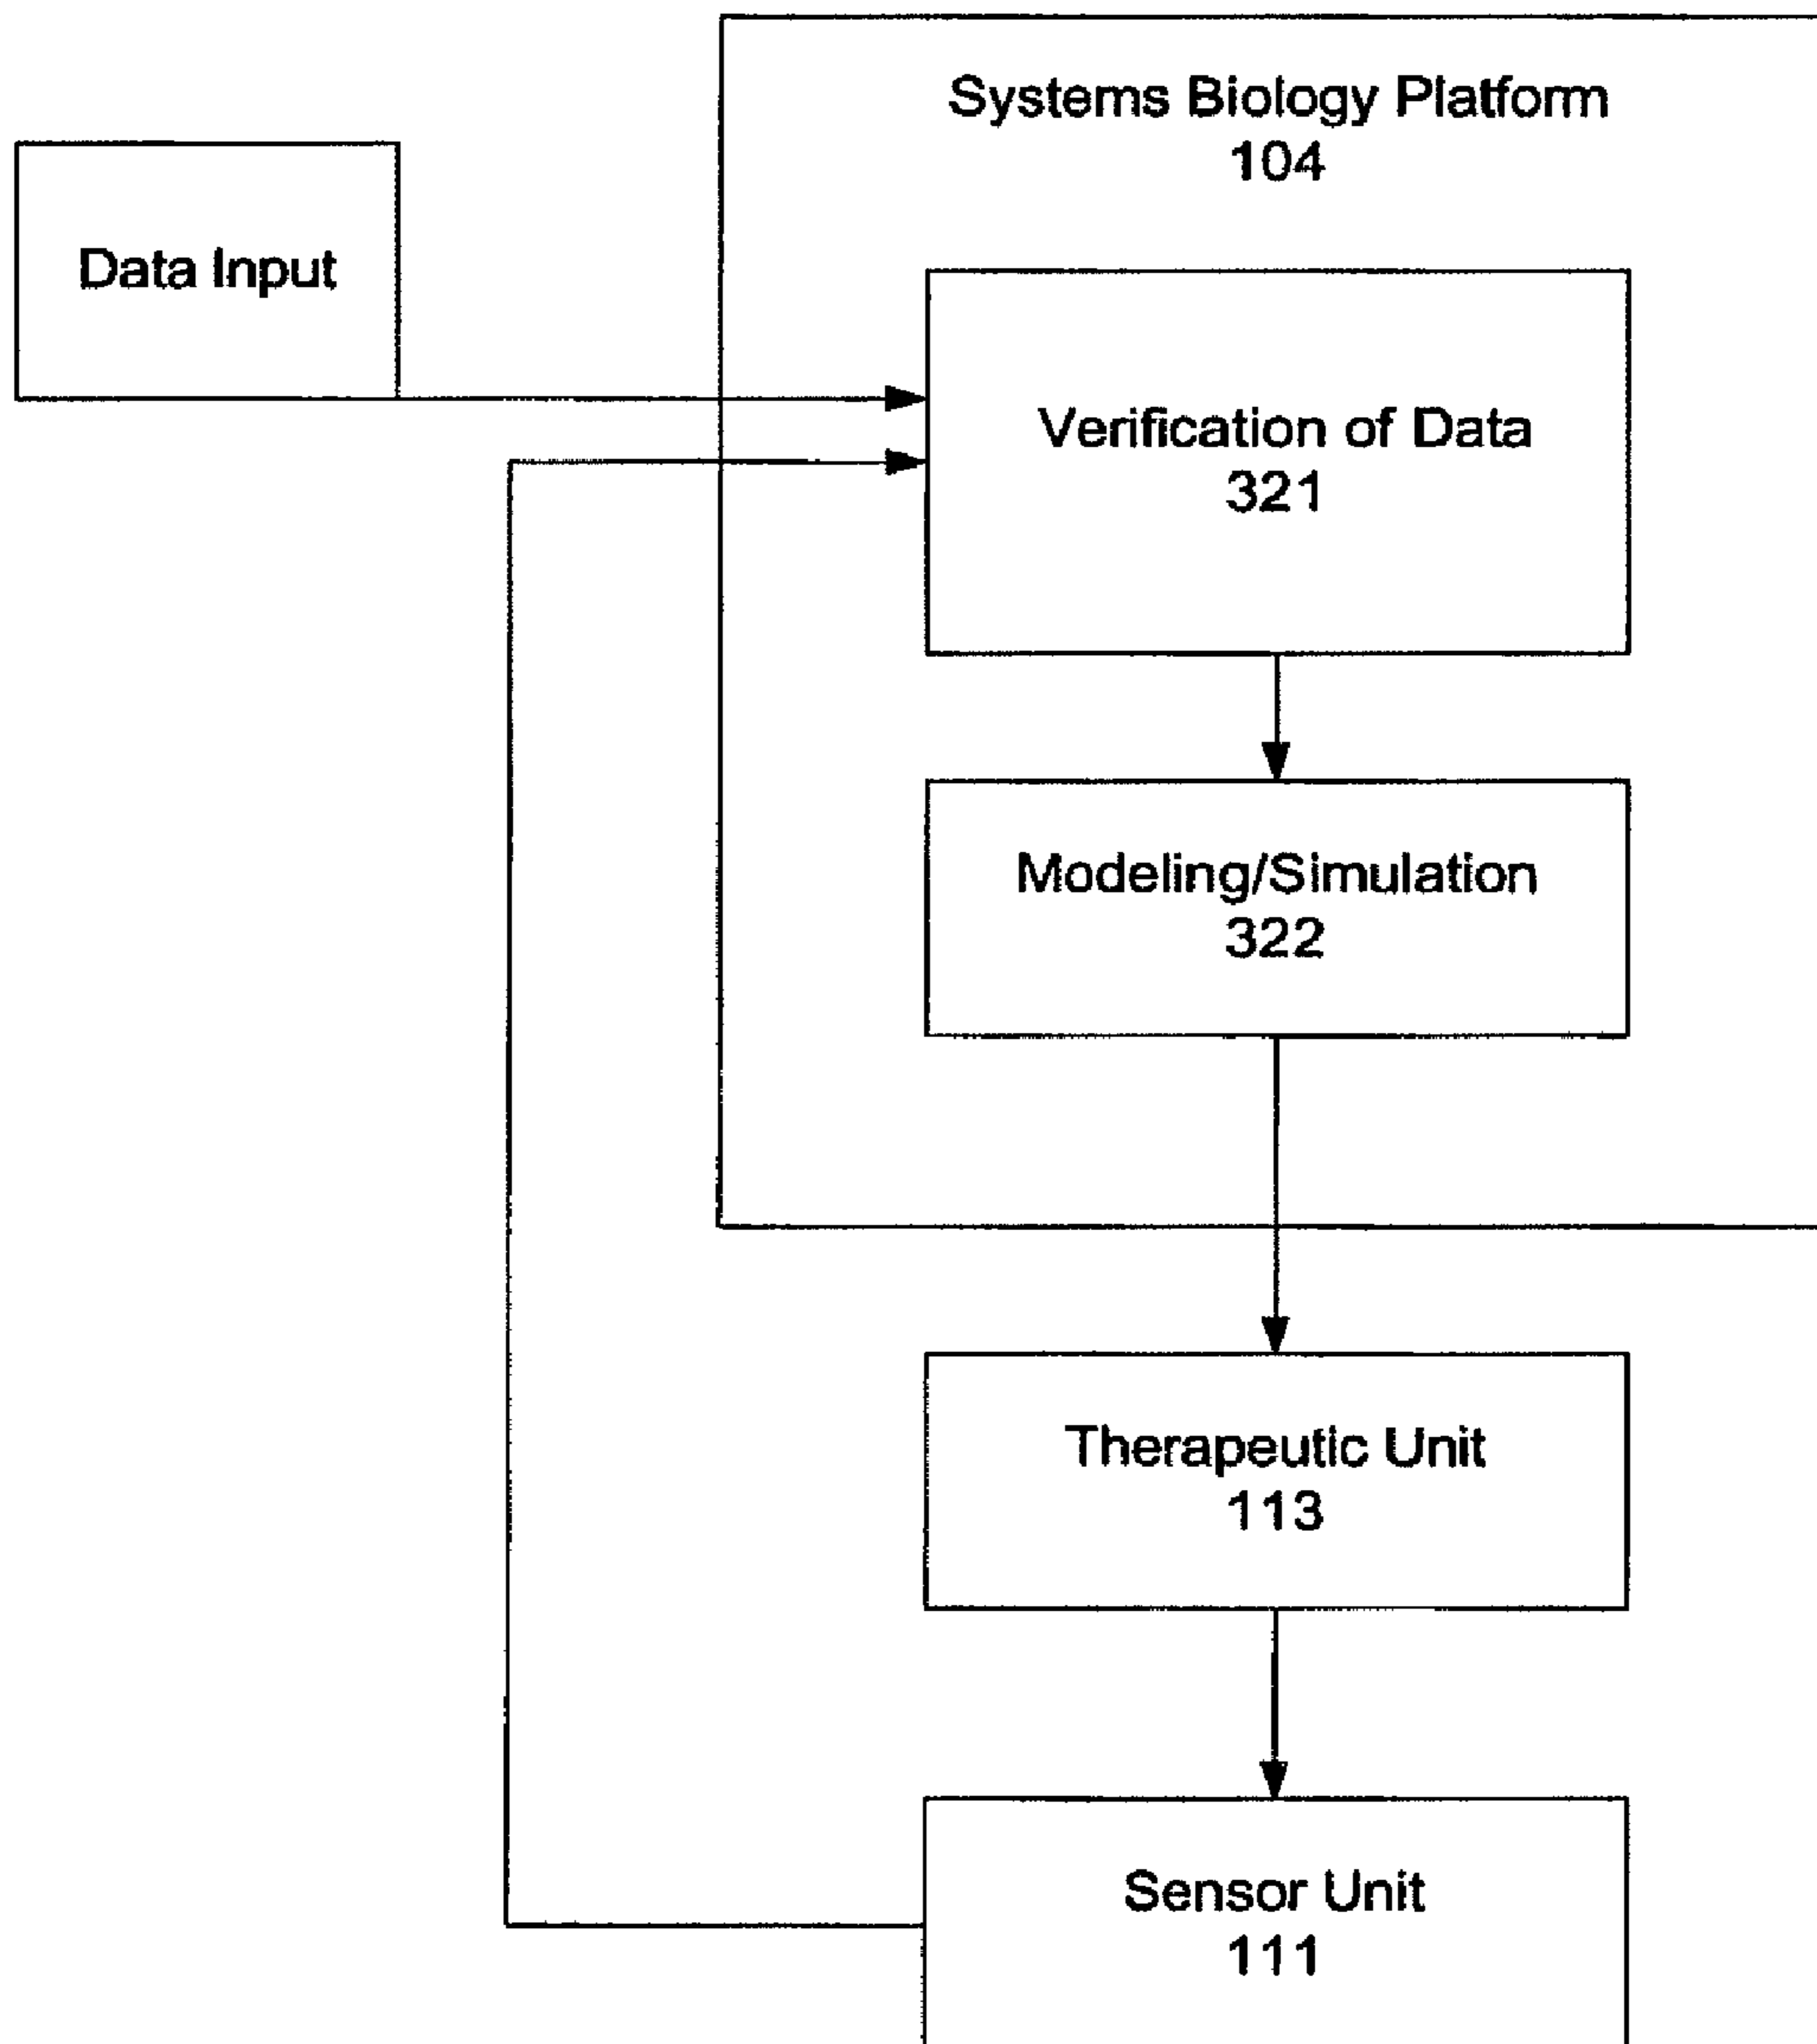 Systems Biology Platform
104
Data Input
Verification of Data
321
Modeling/Simulation
322
Therapeutic Unit
113
Sensor Unit
111